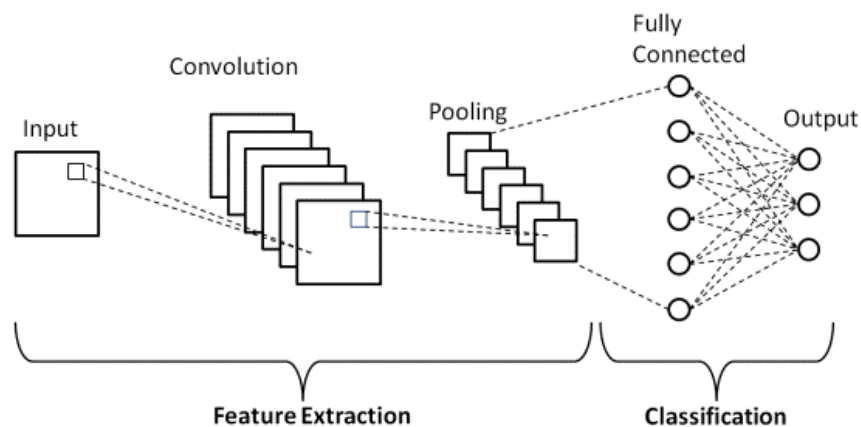 Input
Convolution
Pooling
Fully
Connected
Output
Feature Extraction
Classification